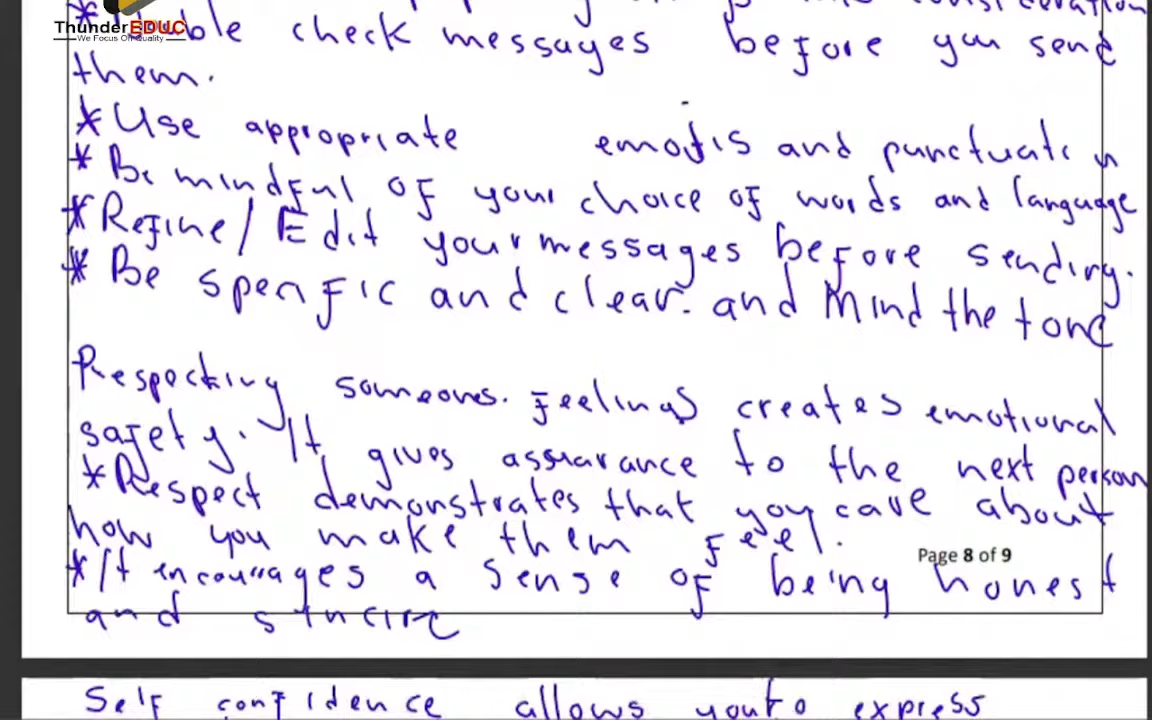 ThunderEDUC
We Focus On Quality
check messages before you send
them.
*Use appropriate emojis and
*Be mindful of your choice of words and language
*Refine/Edit your messages before sending.
* Be and clear. and Mind the tone
Respecting someone. Feelings creates emotional
safety. It gives assurance to the next person
*Respect demonstrates that you care about
how you make them feel.
*It encourages a sense of being honest
and
Page 8 of 9
Self confidence allows you to express